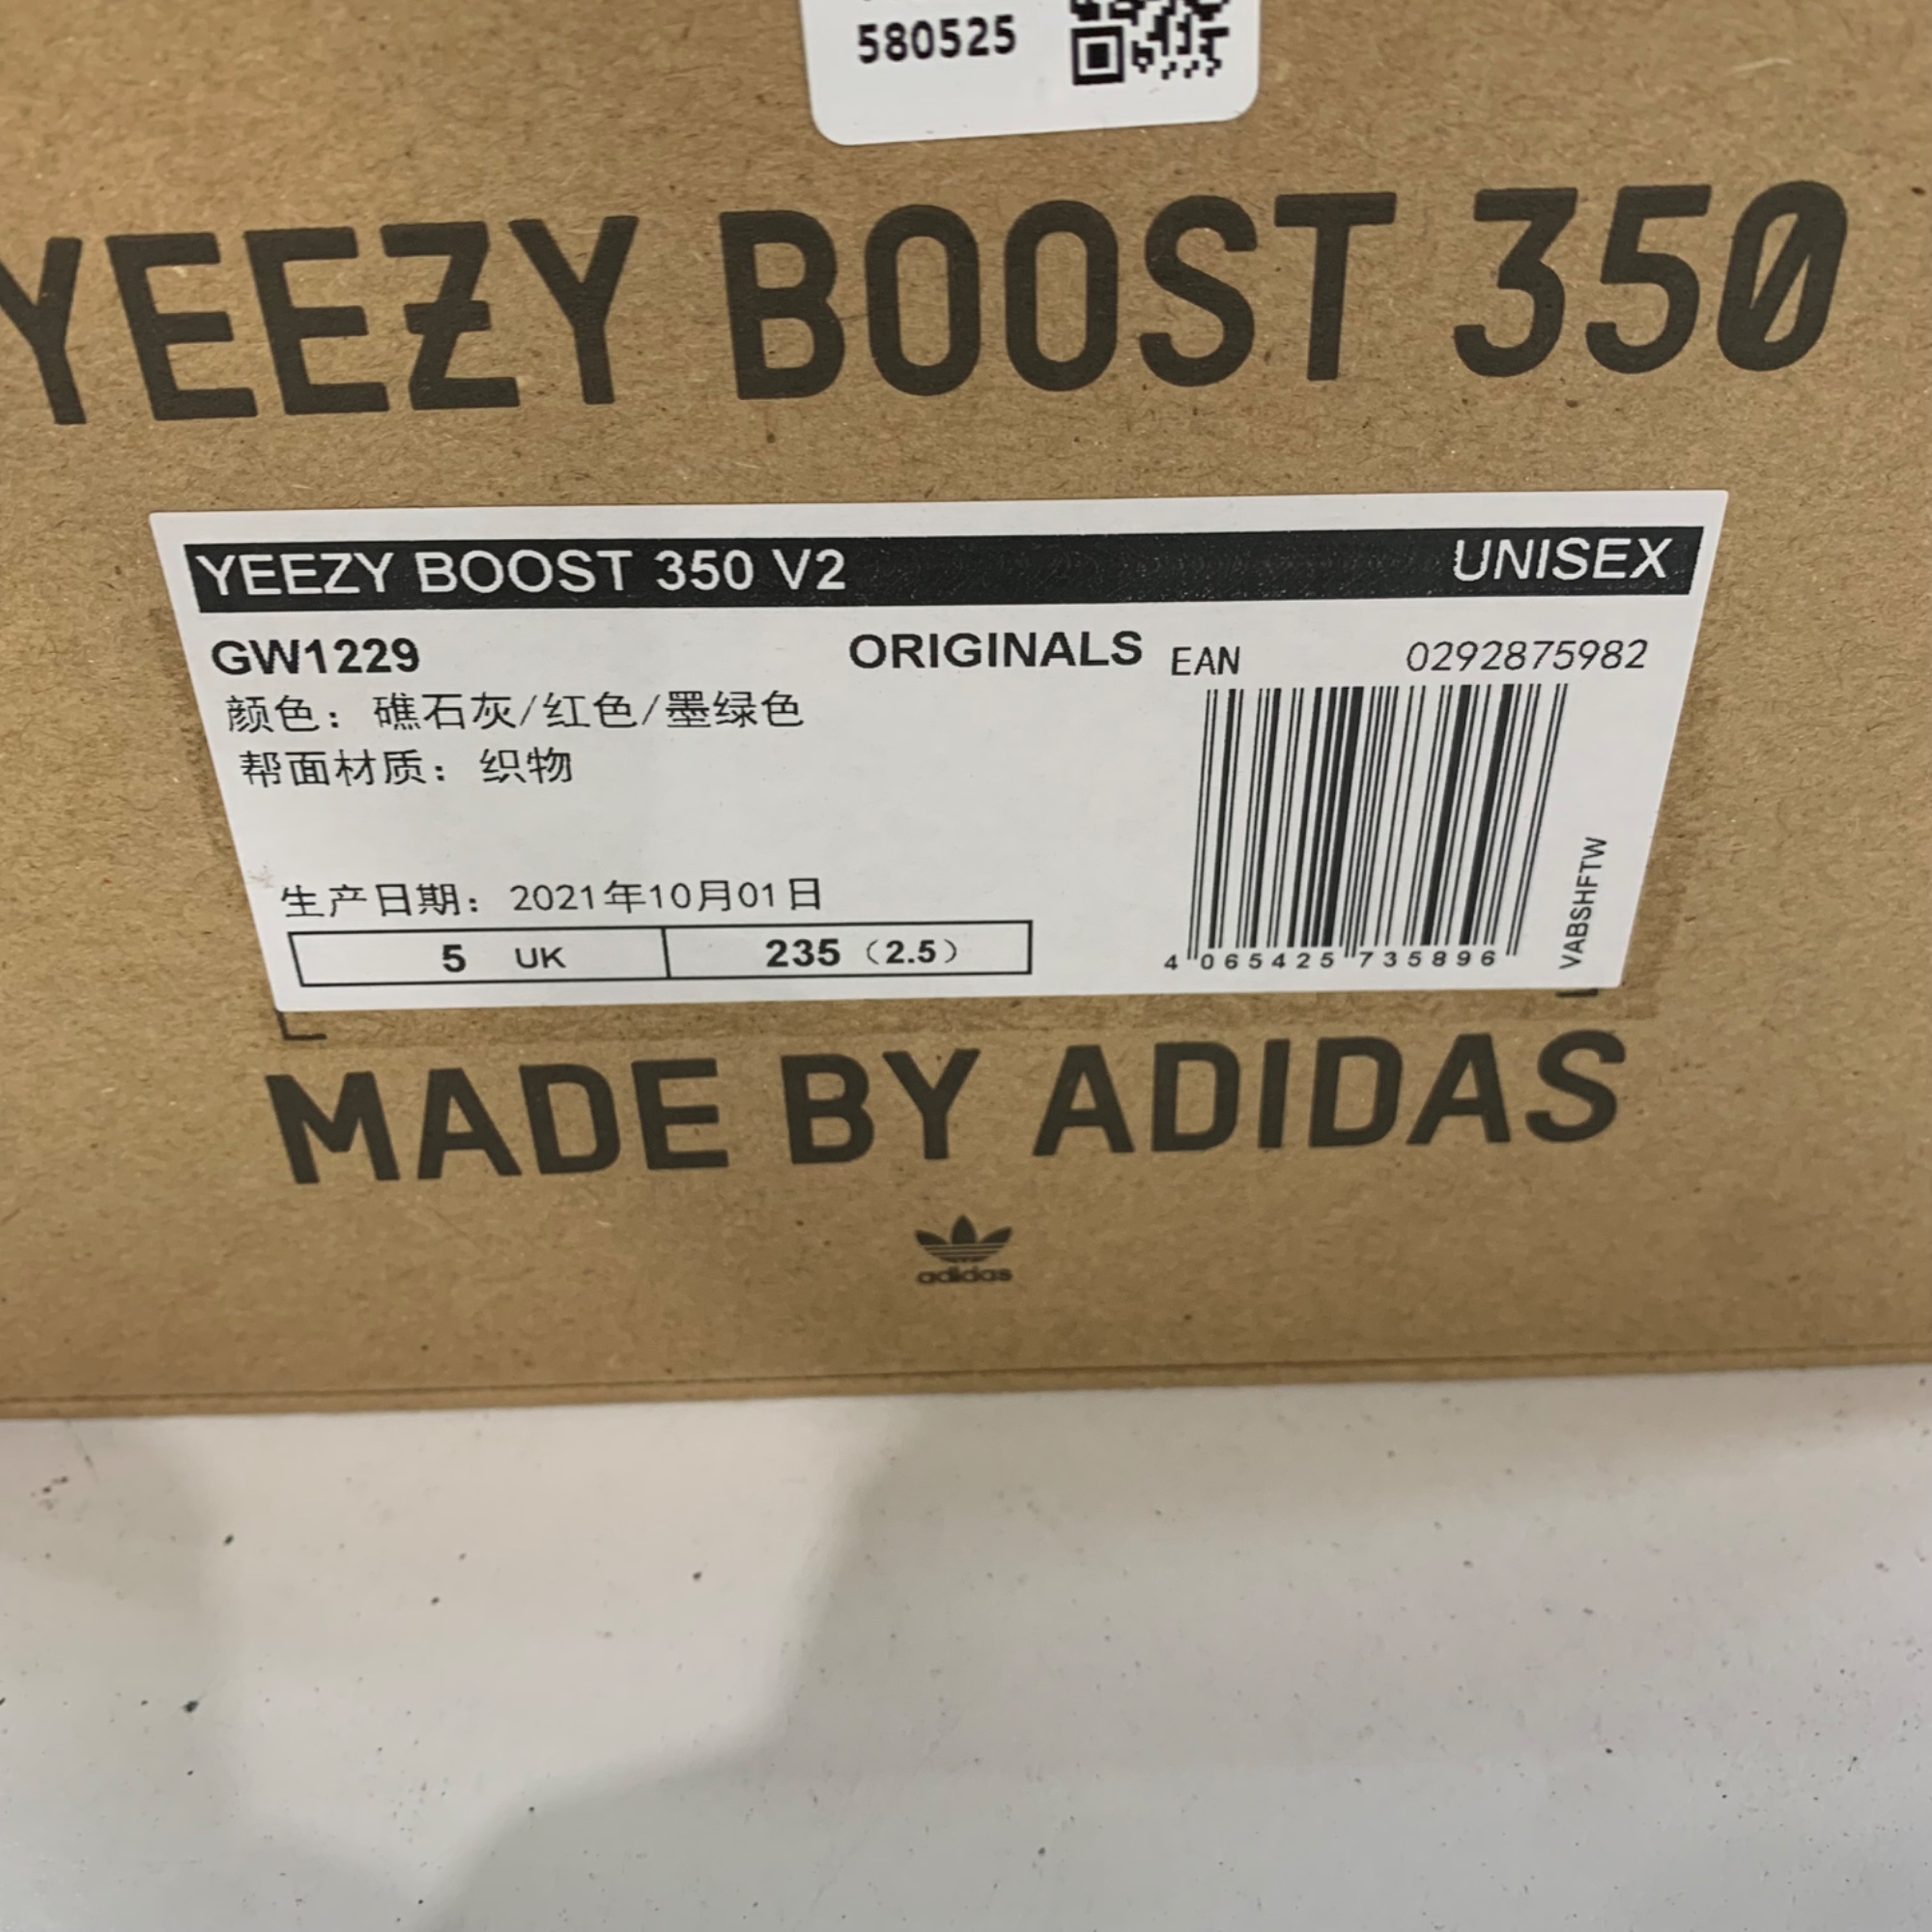 580525
YEEZY BOOST 350
YEEZY BOOST 350 V2 UNISEX
GW1229 ORIGINALS EAN 0292875982
颜色：礁石灰/红色/墨绿色
帮面材质：织物
生产日期：2021年10月01日
5 UK 235（2.5）
4 065425 735896
VABSHFTW
MADE BY ADIDAS
adidas